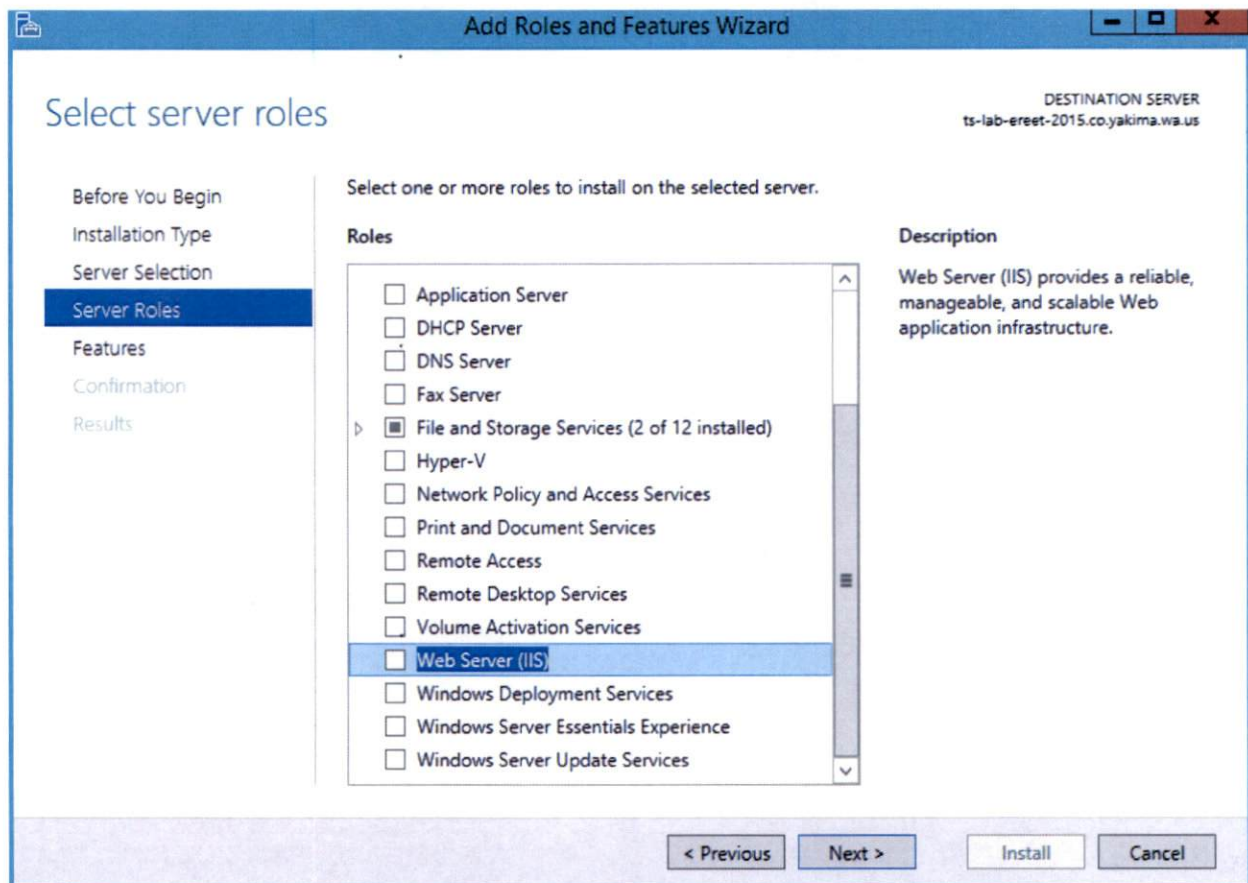 Add Roles and Features Wizard
Select server roles
DESTINATION SERVER
ts-lab-ereet-2015.co.yakima.wa.us
Before You Begin
Installation Type
Server Selection
Server Roles
Features
Confirmation
Results
Select one or more roles to install on the selected server.
Roles
Application Server
DHCP Server
DNS Server
Fax Server
File and Storage Services (2 of 12 installed)
Hyper-V
Network Policy and Access Services
Print and Document Services
Remote Access
Remote Desktop Services
Volume Activation Services
Web Server (IIS)
Windows Deployment Services
Windows Server Essentials Experience
Windows Server Update Services
Description
Web Server (IIS) provides a reliable,
manageable, and scalable Web
application infrastructure.
< Previous
Next >
Install
Cancel